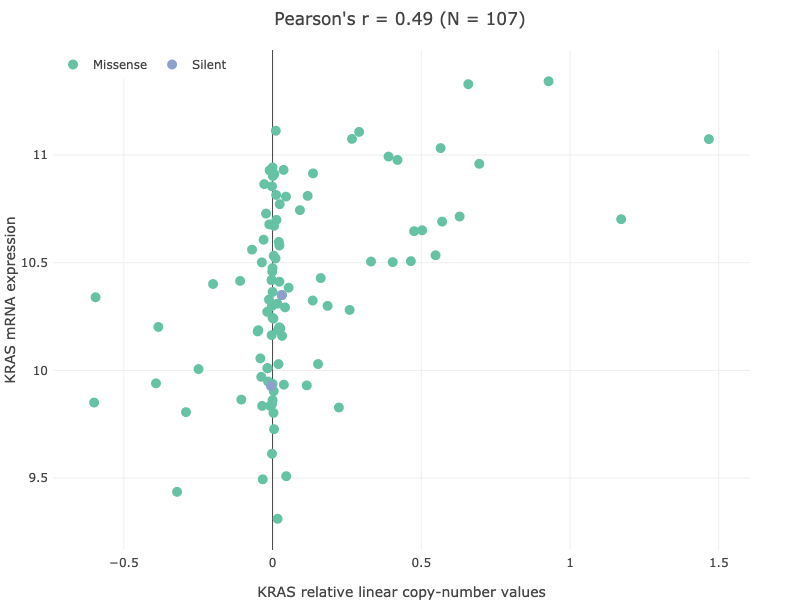 Pearson's r = 0.49 (N = 107)
Missense
Silent
11
10.5
10
9.5
KRAS mRNA expression
−0.5
0
0.5
1
1.5
KRAS relative linear copy-number values